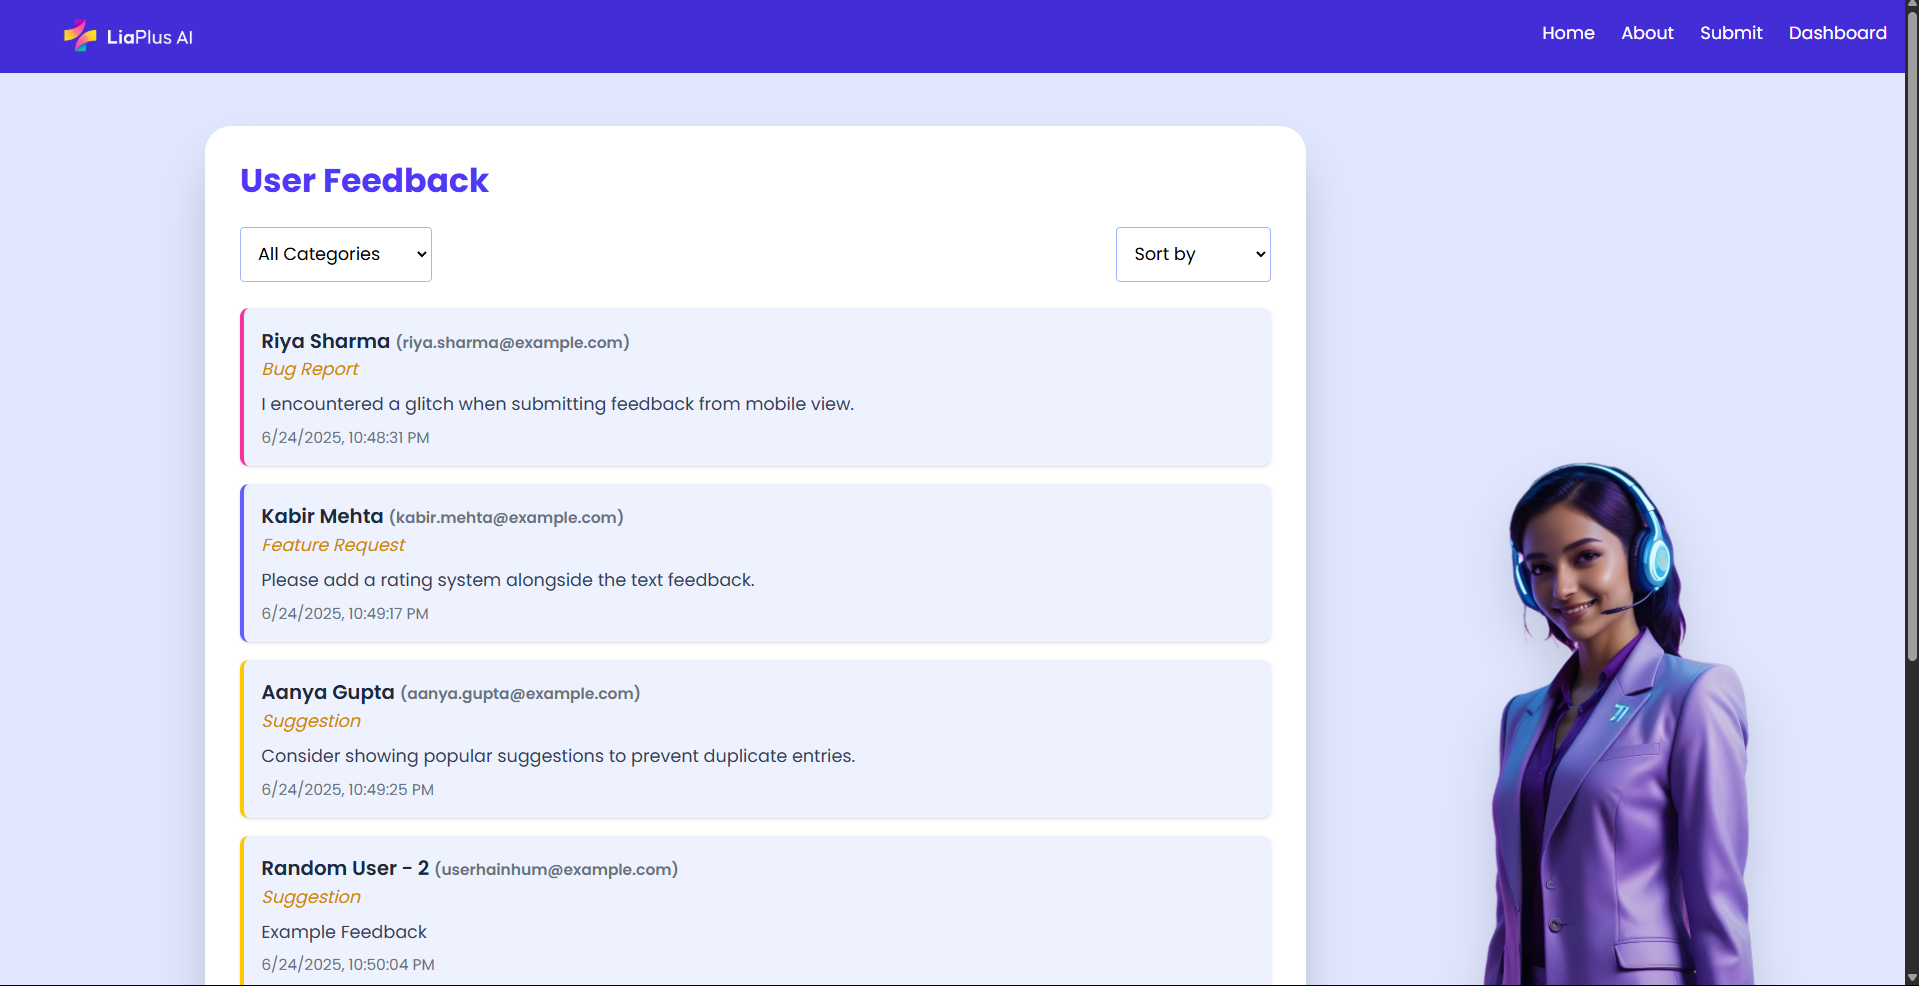 LiaPlus AI
Home About Submit Dashboard
User Feedback
All Categories
Sort by
Riya Sharma (riya.sharma@example.com)
Bug Report
I encountered a glitch when submitting feedback from mobile view.
6/24/2025, 10:48:31 PM
Kabir Mehta (kabir.mehta@example.com)
Feature Request
Please add a rating system alongside the text feedback.
6/24/2025, 10:49:17 PM
Aanya Gupta (aanya.gupta@example.com)
Suggestion
Consider showing popular suggestions to prevent duplicate entries.
6/24/2025, 10:49:25 PM
Random User - 2 (userhainhum@example.com)
Suggestion
Example Feedback
6/24/2025, 10:50:04 PM